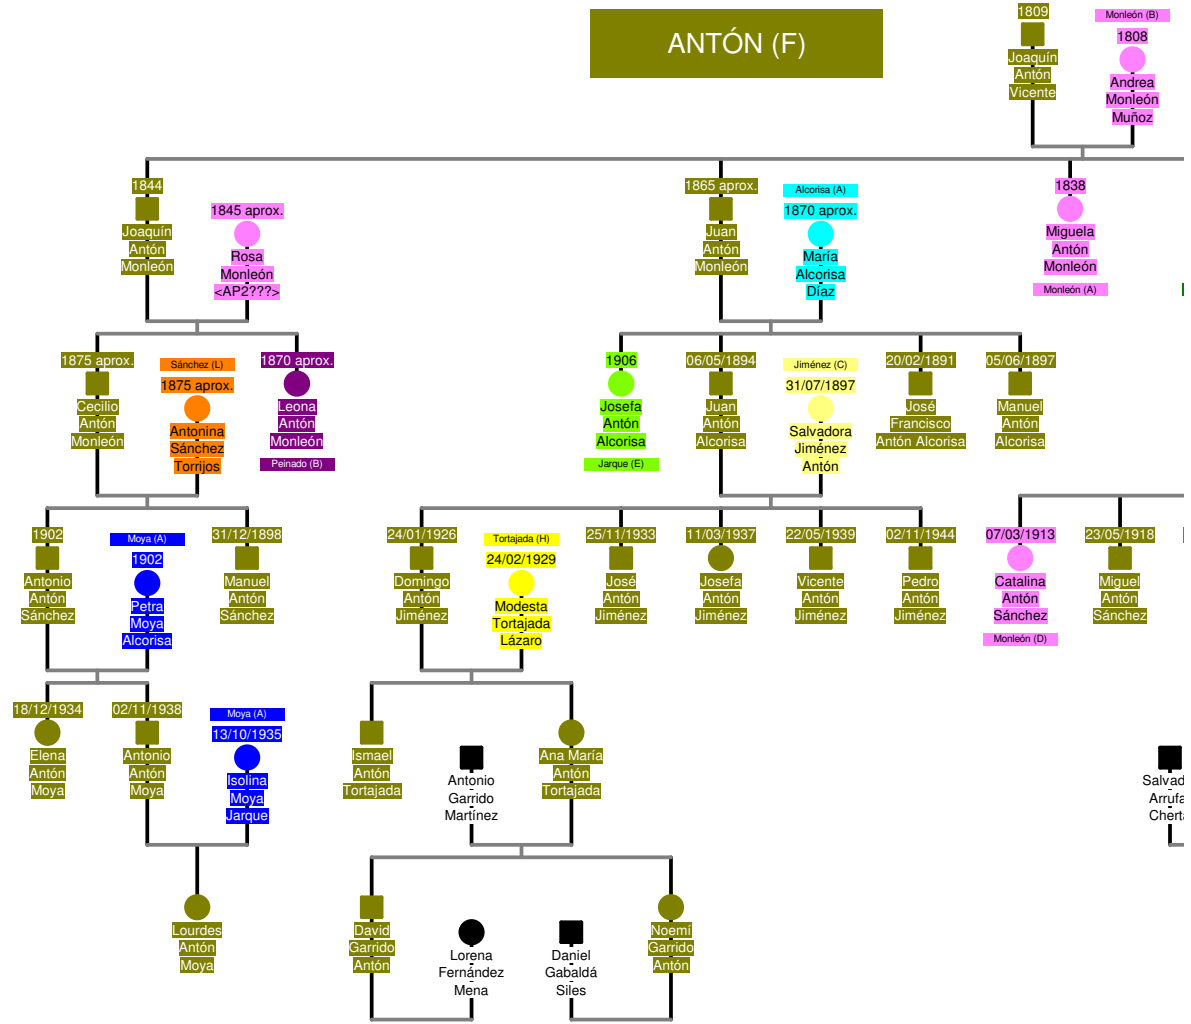 ANTÓN (F)
1809
Joaquín
Antón
Vicente
Monleón (B)
1808
Andrea
Monleón
Muñoz
1844
Joaquín
Antón
Monleón
1845 aprox.
Rosa
Monleón
<AP2???>
1865 aprox.
Juan
Antón
Monleón
Alcorisa (A)
1870 aprox.
María
Alcorisa
Díaz
1838
Miguela
Antón
Monleón
Monleón (A)
1875 aprox.
Cecilio
Antón
Monleón
Sánchez (L)
1875 aprox.
Antonina
Sánchez
Torrijos
1870 aprox.
Leona
Antón
Monleón
Peinado (B)
1906
Josefa
Antón
Alcorisa
Jarque (E)
06/05/1894
Juan
Antón
Alcorisa
Jiménez (C)
31/07/1897
Salvadora
Jiménez
Antón
20/02/1891
José
Francisco
Antón Alcorisa
05/06/1897
Manuel
Antón
Alcorisa
1902
Antonio
Antón
Sánchez
Moya (A)
1902
Petra
Moya
Alcorisa
31/12/1898
Manuel
Antón
Sánchez
24/01/1926
Domingo
Antón
Jiménez
Tortajada (H)
24/02/1929
Modesta
Tortajada
Lázaro
25/11/1933
José
Antón
Jiménez
11/03/1937
Josefa
Antón
Jiménez
22/05/1939
Vicente
Antón
Jiménez
02/11/1944
Pedro
Antón
Jiménez
07/03/1913
Catalina
Antón
Sánchez
Monleón (D)
23/05/1918
Miguel
Antón
Sánchez
18/12/1934
Elena
Antón
Moya
02/11/1938
Antonio
Antón
Moya
Moya (A)
13/10/1935
Isolina
Moya
Jarque
Ismael
Antón
Tortajada
Antonio
Garrido
Martínez
Ana María
Antón
Tortajada
Salvad
Arrufa
Chert
Lourdes
Antón
Moya
David
Garrido
Antón
Lorena
Fernández
Mena
Daniel
Gabaldá
Siles
Noemí
Garrido
Antón